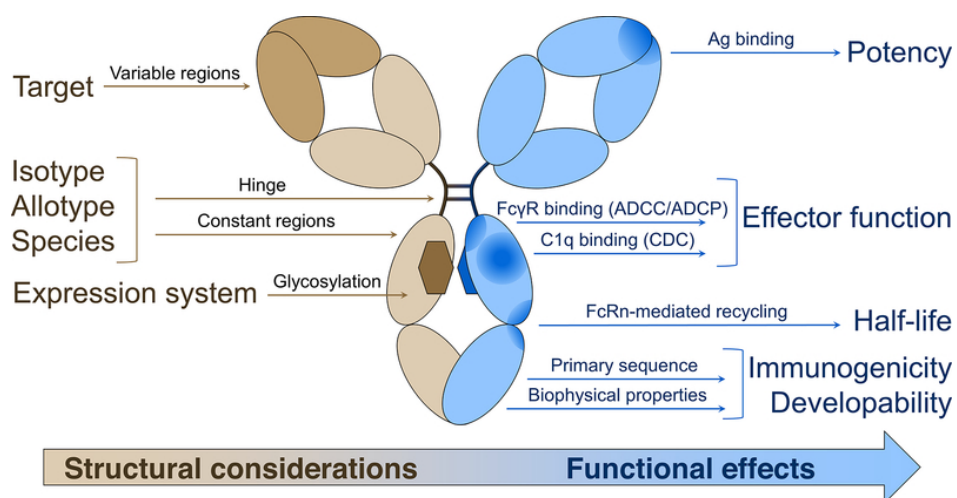 Target
Variable regions
Isotype
Allotype
Species
Hinge
Constant regions
Expression system
Glycosylation
Ag binding
Potency
FcγR binding (ADCC/ADCP)
C1q binding (CDC)
Effector function
FcRn-mediated recycling
Half-life
Primary sequence
Biophysical properties
Immunogenicity
Developability
Structural considerations
Functional effects